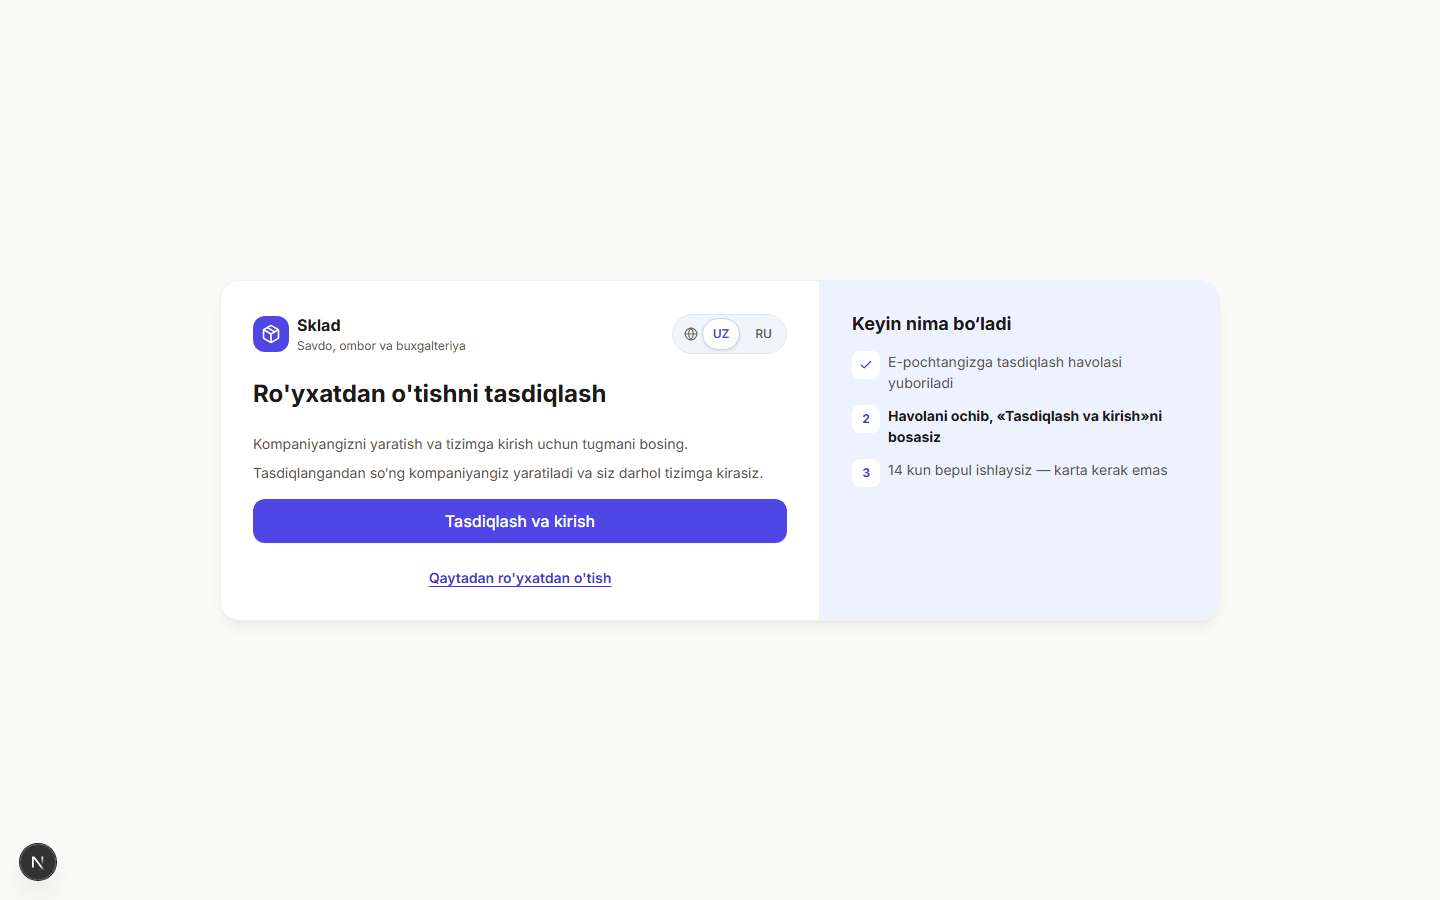 Sklad
Savdo, ombor va buxgalteriya
UZ
RU
Ro'yxatdan o'tishni tasdiqlash
Kompaniyangizni yaratish va tizimga kirish uchun tugmani bosing.
Tasdiqlangandan so‘ng kompaniyangiz yaratiladi va siz darhol tizimga kirasiz.
Tasdiqlash va kirish
Qaytadan ro'yxatdan o'tish
Keyin nima bo‘ladi
E-pochtangizga tasdiqlash havolasi
yuboriladi
2
Havolani ochib, «Tasdiqlash va kirish»ni
bosasiz
3
14 kun bepul ishlaysiz — karta kerak emas
N